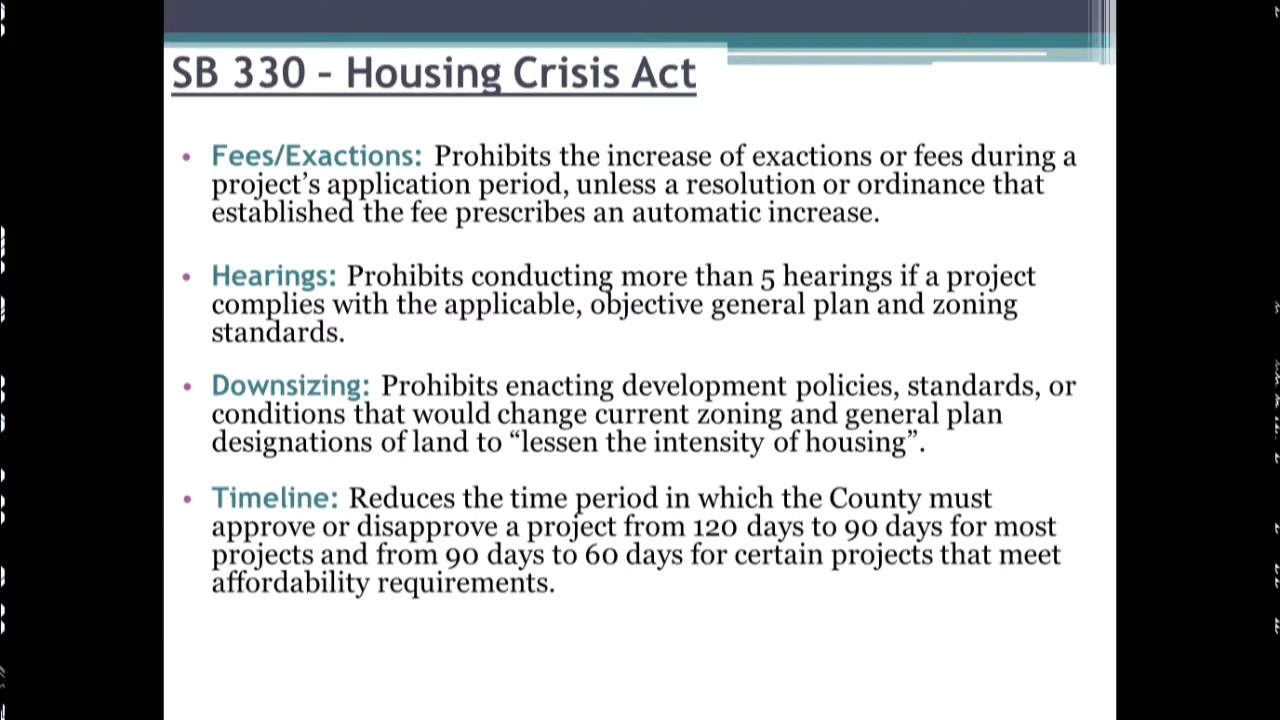 SB 330 - Housing Crisis Act
• Fees/Exactions: Prohibits the increase of exactions or fees during a
project's application period, unless a resolution or ordinance that
established the fee prescribes an automatic increase.
• Hearings: Prohibits conducting more than 5 hearings if a project
complies with the applicable, objective general plan and zoning
standards.
• Downsizing: Prohibits enacting development policies, standards, or
conditions that would change current zoning and general plan
designations of land to “lessen the intensity of housing”.
• Timeline: Reduces the time period in which the County must
approve or disapprove a project from 120 days to 90 days for most
projects and from 90 days to 60 days for certain projects that meet
affordability requirements.